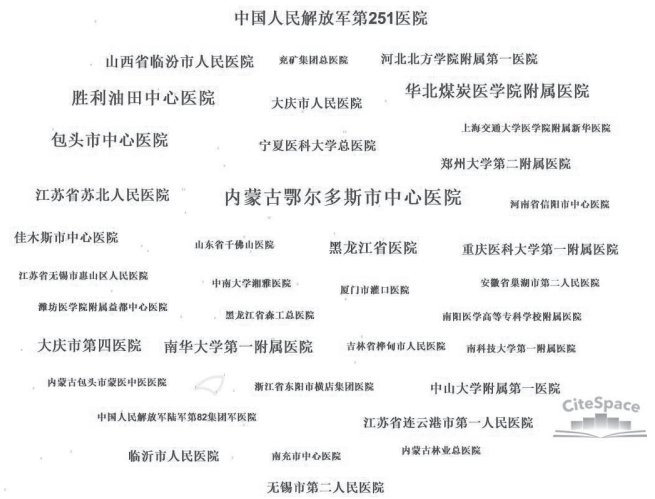 中国人民解放军第251医院
山西省临汾市人民医院
兖矿集团总医院
河北北方学院附属第一医院
胜利油田中心医院
大庆市人民医院
华北煤炭医学院附属医院
包头市中心医院
宁夏医科大学总医院
上海交通大学医学院附属新华医院
郑州大学第二附属医院
江苏省苏北人民医院
内蒙古鄂尔多斯市中心医院
河南省信阳市中心医院
佳木斯市中心医院
山东省千佛山医院
黑龙江省医院
重庆医科大学第一附属医院
江苏省无锡市惠山区人民医院
中南大学湘雅医院
厦门市灌口医院
安徽省巢湖市第二人民医院
潍坊医学院附属益都中心医院
黑龙江省森工总医院
南阳医学高等专科学校附属医院
大庆市第四医院
南华大学第一附属医院
吉林省桦甸市人民医院
南科技大学第一附属医院
内蒙古包头市蒙医中医医院
浙江省东阳市横店集团医院
中山大学附属第一医院
CiteSpace
中国人民解放军陆军第82集团军医院
江苏省连云港市第一人民医院
临沂市人民医院
南充市中心医院
内蒙古林业总医院
无锡市第二人民医院